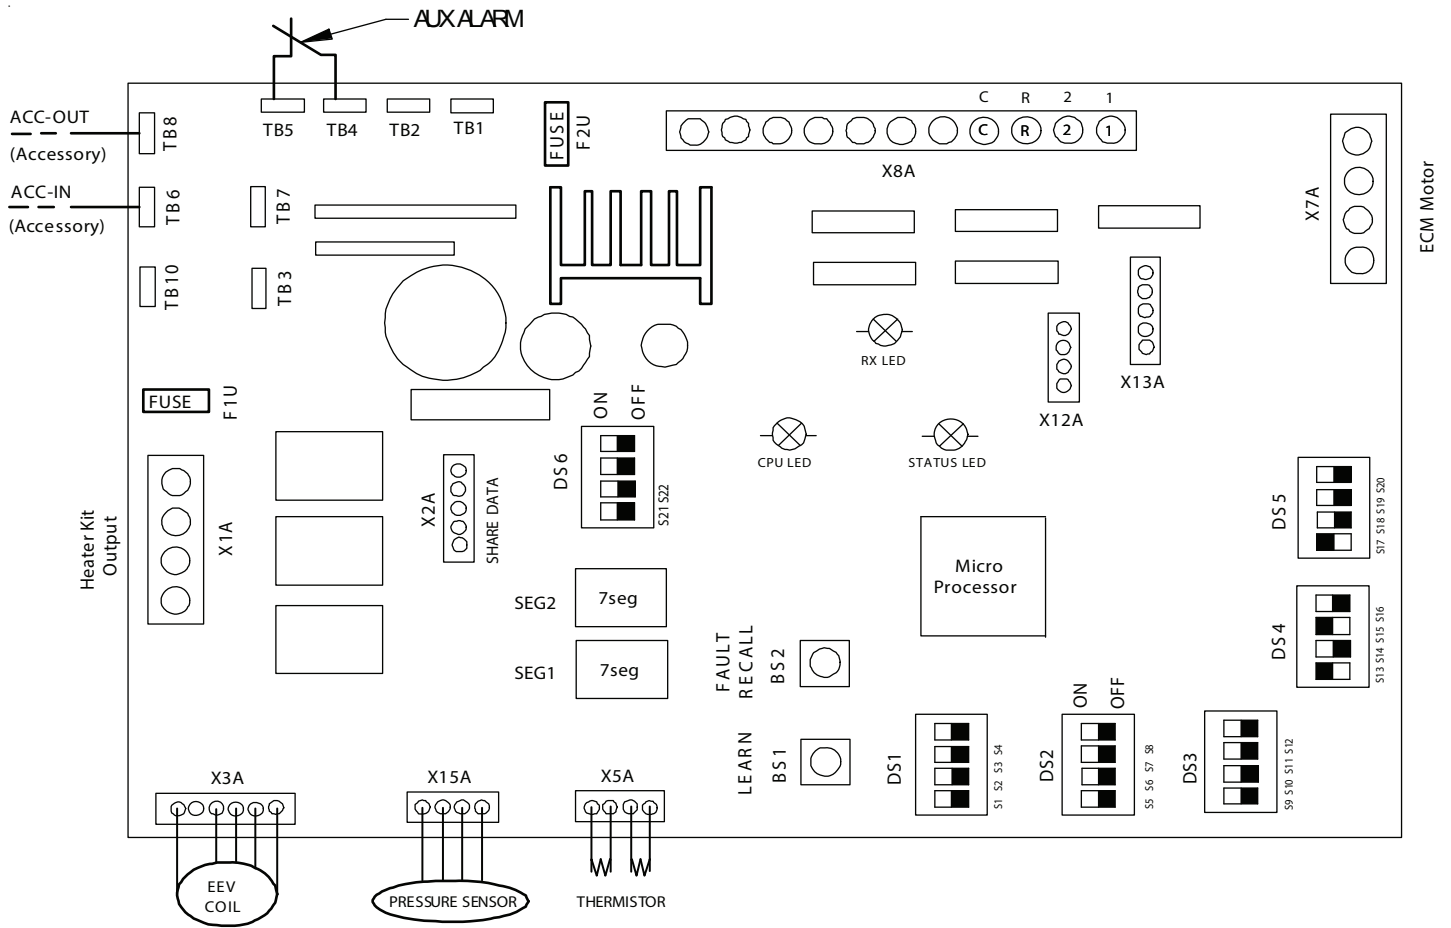 AUX ALARM
C R 2 1
ACC-OUT
(Accessory)
TB8
TB5
TB4
TB2
TB1
FUSE
F2U
C R 2 1
X8A
X7A
ECM Motor
ACC-IN
(Accessory)
TB6
TB7
TB10
TB3
RX LED
X13A
X12A
FUSE
F1U
ON
OFF
CPU LED
STATUS LED
DS6
S21 S22
X2A
SHARE DATA
Heater Kit
Output
X1A
DS5
S17 S18 S19 S20
Micro
Processor
SEG2
7seg
SEG1
7seg
FAULT
RECALL
BS2
DS4
S13 S14 S15 S16
ON
OFF
LEARN
BS1
DS1
S1 S2 S3 S4
DS2
S5 S6 S7 S8
DS3
S9 S10 S11 S12
X3A
X15A
X5A
EEV
COIL
PRESSURE SENSOR
THERMISTOR